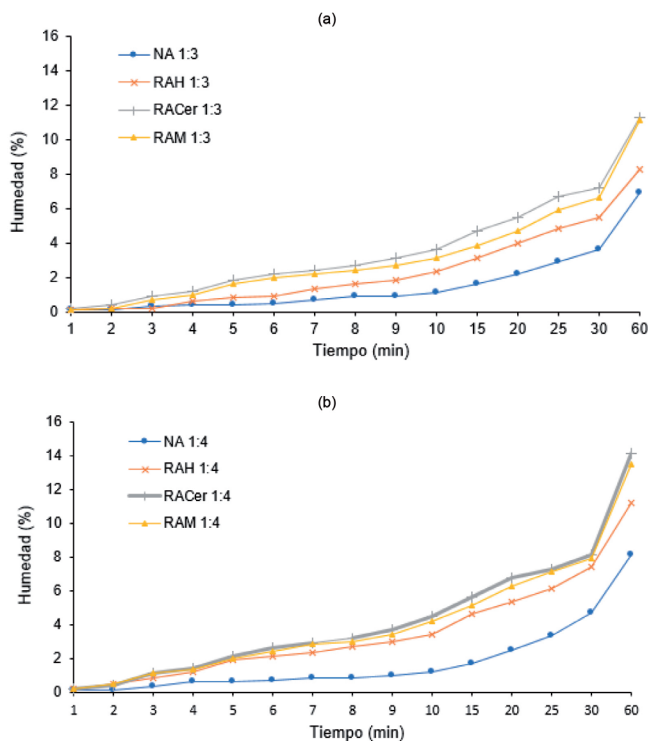 (a)
NA 1:3
RAH 1:3
RACer 1:3
RAM 1:3
Humedad (%)
16
14
12
10
8
6
4
2
0
1 2 3 4 5 6 7 8 9 10 15 20 25 30 60
Tiempo (min)
(b)
NA 1:4
RAH 1:4
RACer 1:4
RAM 1:4
Humedad (%)
16
14
12
10
8
6
4
2
0
1 2 3 4 5 6 7 8 9 10 15 20 25 30 60
Tiempo (min)